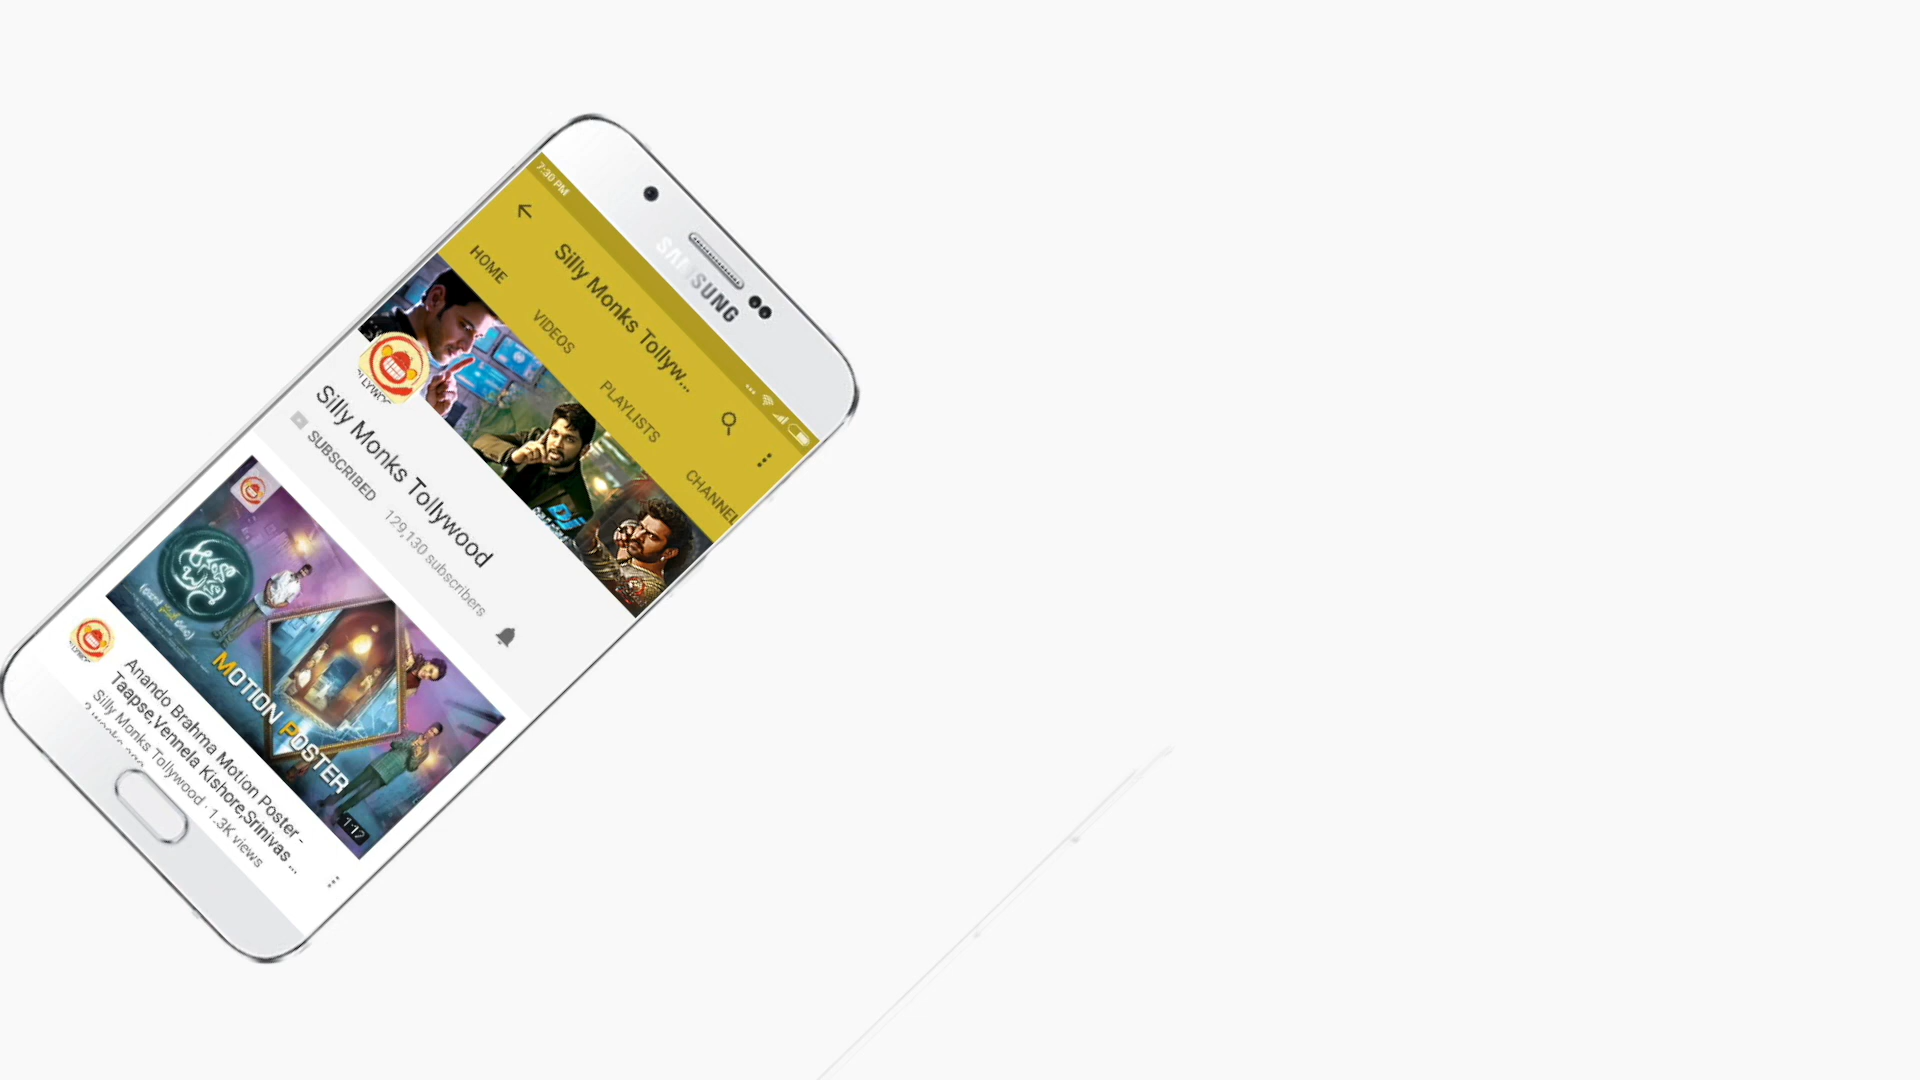 SAMSUNG
7:30 PM
Silly Monks Tollyw...
HOME
VIDEOS
PLAYLISTS
CHANNEL
DJ
Silly Monks Tollywood
SUBSCRIBED
129,130 subscribers
MOTION POSTER
1:12
Anando Brahma Motion Poster -
Taapse,Vennela Kishore,Srinivas ...
Silly Monks Tollywood · 1.3K views